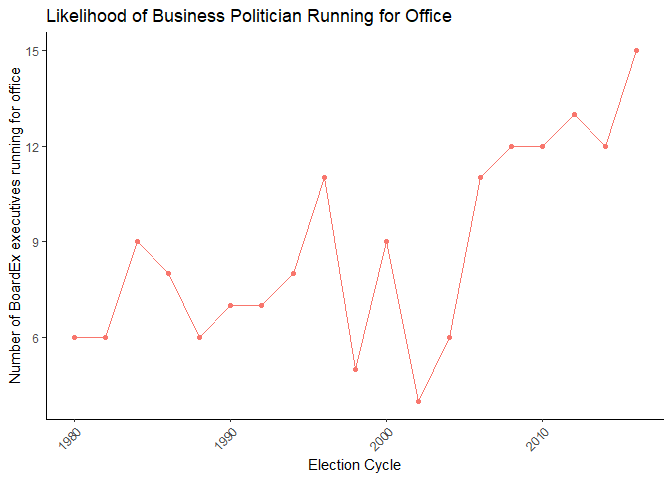 Likelihood of Business Politician Running for Office
Number of BoardEx executives running for office
15
12
9
6
1980
1990
2000
2010
Election Cycle